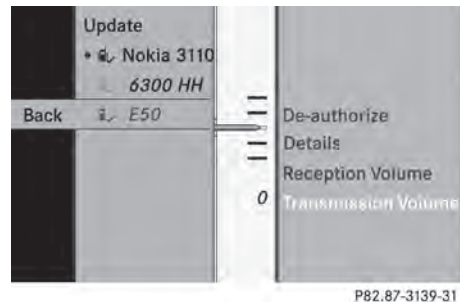 Update
• Nokia 3110
6300 HH
Back
E50
De-authorize
Details
Reception Volume
0
Transmission Volume
P82.87-3139-31